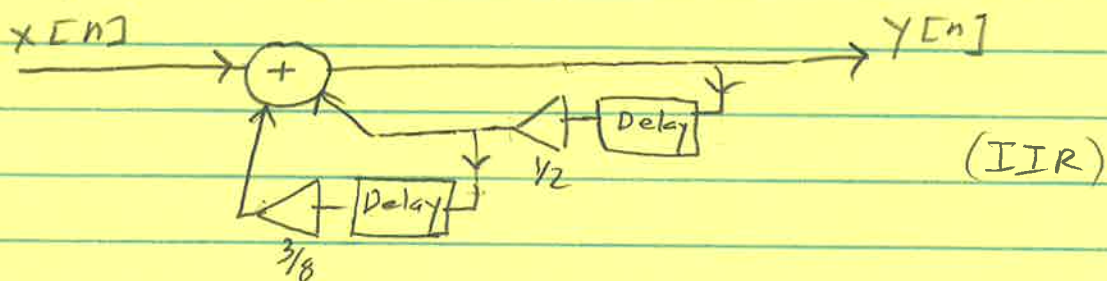 x[n]
y[n]
+
Delay
1/2
(IIR)
Delay
3/8